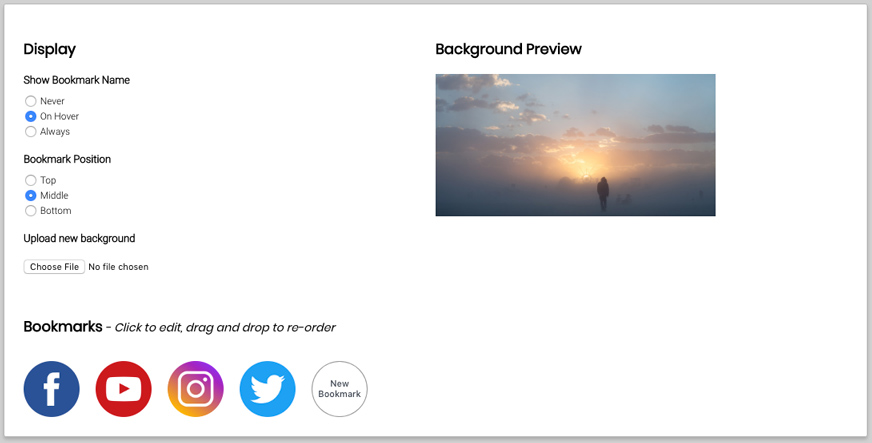 Display
Show Bookmark Name
Never
On Hover
Always
Bookmark Position
Top
Middle
Bottom
Upload new background
Choose File No file chosen
Background Preview
Bookmarks - Click to edit, drag and drop to re-order
f
New
Bookmark